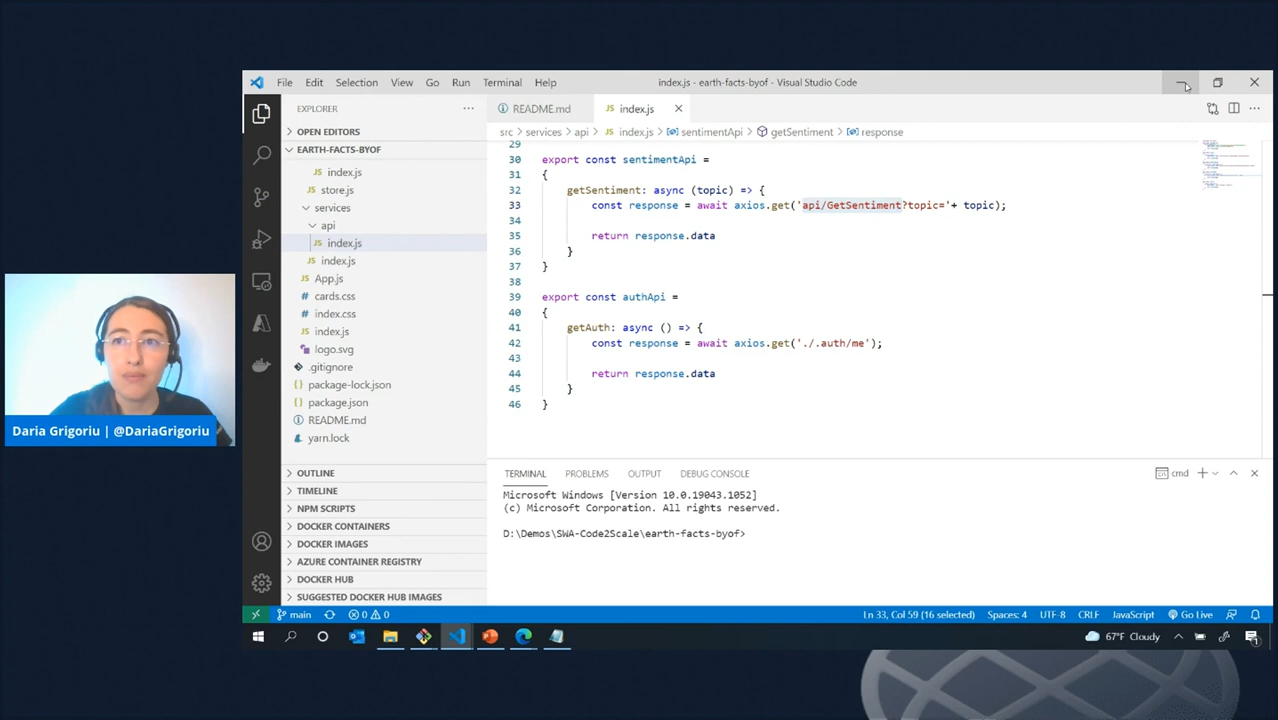 File Edit Selection View Go Run Terminal Help
index.js - earth-facts-byof - Visual Studio Code
EXPLORER
OPEN EDITORS
EARTH-FACTS-BYOF
index.js
store.js
services
api
index.js
index.js
App.js
cards.css
index.css
index.js
logo.svg
.gitignore
package-lock.json
package.json
README.md
yarn.lock
OUTLINE
TIMELINE
NPM SCRIPTS
DOCKER CONTAINERS
DOCKER IMAGES
AZURE CONTAINER REGISTRY
DOCKER HUB
SUGGESTED DOCKER HUB IMAGES
README.md
JS index.js
src > services > api > JS index.js > sentimentApi > getSentiment > response
29
30 export const sentimentApi =
31 {
32 getSentiment: async (topic) => {
33 const response = await axios.get('api/GetSentiment?topic='+ topic);
34
35 return response.data
36 }
37 }
38
39 export const authApi =
40 {
41 getAuth: async () => {
42 const response = await axios.get('./.auth/me');
43
44 return response.data
45 }
46 }
TERMINAL PROBLEMS OUTPUT DEBUG CONSOLE
cmd
Microsoft Windows [Version 10.0.19043.1052]
(c) Microsoft Corporation. All rights reserved.
D:\Demos\SWA-Code2Scale\earth-facts-byof>
main 0 0
Ln 33, Col 59 (16 selected) Spaces: 4 UTF-8 CRLF JavaScript Go Live
67°F Cloudy
Daria Grigoriu | @DariaGrigoriu